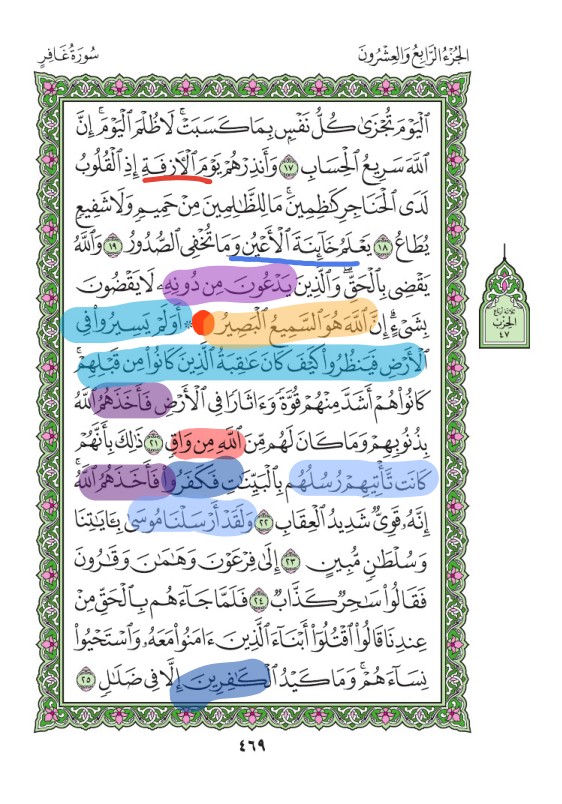 الجُزْءُ الرَّابِعُ وَالعِشْرُونَ
سُورَةُ غَافِرٍ
ٱلْيَوْمَ تُجْزَىٰ كُلُّ نَفْسٍۭ بِمَا كَسَبَتْۚ لَا ظُلْمَ ٱلْيَوْمَۚ إِنَّ
ٱللَّهَ سَرِيعُ ٱلْحِسَابِ ١٧ وَأَنذِرْهُمْ يَوْمَ ٱلْءَازِفَةِ إِذِ ٱلْقُلُوبُ
لَدَى ٱلْحَنَاجِرِ كَٰظِمِينَۚ مَا لِلظَّٰلِمِينَ مِنْ حَمِيمٍ وَلَا شَفِيعٍ
يُطَاعُ ١٨ يَعْلَمُ خَآئِنَةَ ٱلْأَعْيُنِ وَمَا تُخْفِى ٱلصُّدُورُ ١٩ وَٱللَّهُ
يَقْضِى بِٱلْحَقِّۖ وَٱلَّذِينَ يَدْعُونَ مِن دُونِهِۦ لَا يَقْضُونَ
بِشَىْءٍۗ إِنَّ ٱللَّهَ هُوَ ٱلسَّمِيعُ ٱلْبَصِيرُ ۞ أَوَلَمْ يَسِيرُوا۟ فِى
ٱلْأَرْضِ فَيَنظُرُوا۟ كَيْفَ كَانَ عَٰقِبَةُ ٱلَّذِينَ كَانُوا۟ مِن قَبْلِهِمْۚ
كَانُوا۟ هُمْ أَشَدَّ مِنْهُمْ قُوَّةً وَءَاثَارًا فِى ٱلْأَرْضِ فَأَخَذَهُمُ ٱللَّهُ
بِذُنُوبِهِمْ وَمَا كَانَ لَهُم مِّنَ ٱللَّهِ مِن وَاقٍ ٢١ ذَٰلِكَ بِأَنَّهُمْ
كَانَت تَّأْتِيهِمْ رُسُلُهُم بِٱلْبَيِّنَٰتِ فَكَفَرُوا۟ فَأَخَذَهُمُ ٱللَّهُۚ
إِنَّهُۥ قَوِىٌّ شَدِيدُ ٱلْعِقَابِ ٢٢ وَلَقَدْ أَرْسَلْنَا مُوسَىٰ بِـَٔايَٰتِنَا
وَسُلْطَٰنٍ مُّبِينٍ ٢٣ إِلَىٰ فِرْعَوْنَ وَهَٰمَٰنَ وَقَٰرُونَ
فَقَالُوا۟ سَٰحِرٌ كَذَّابٌ ٢٤ فَلَمَّا جَآءَهُم بِٱلْحَقِّ مِنْ
عِندِنَا قَالُوا۟ ٱقْتُلُوٓا۟ أَبْنَآءَ ٱلَّذِينَ ءَامَنُوا۟ مَعَهُۥ وَٱسْتَحْيُوا۟
نِسَآءَهُمْۚ وَمَا كَيْدُ ٱلْكَٰفِرِينَ إِلَّا فِى ضَلَٰلٍ ٢٥
ثلاثة أرباع
الحزب
٤٧
٤٦٩